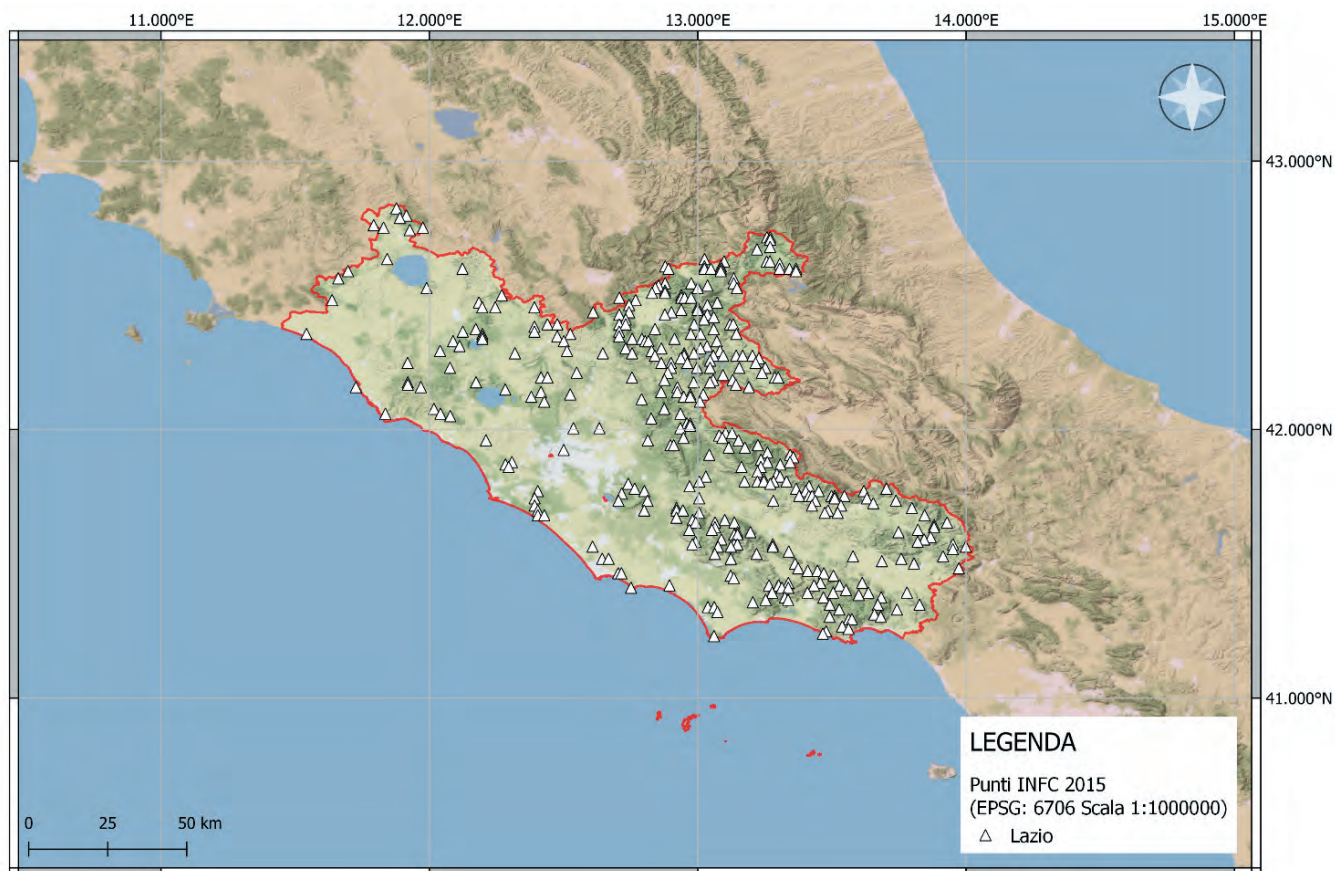 11.000°E 12.000°E 13.000°E 14.000°E 15.000°E
43.000°N
42.000°N
41.000°N
LEGENDA
Punti INFC 2015
(EPSG: 6706 Scala 1:1000000)
Lazio
0 25 50 km